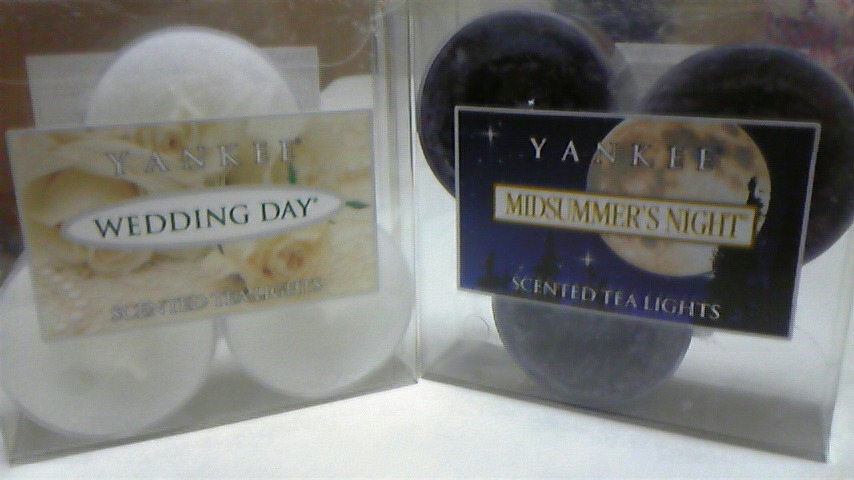 YANKEE
WEDDING DAY®
SCENTED TEA LIGHTS
YANKEE
MIDSUMMER'S NIGHT
SCENTED TEA LIGHTS